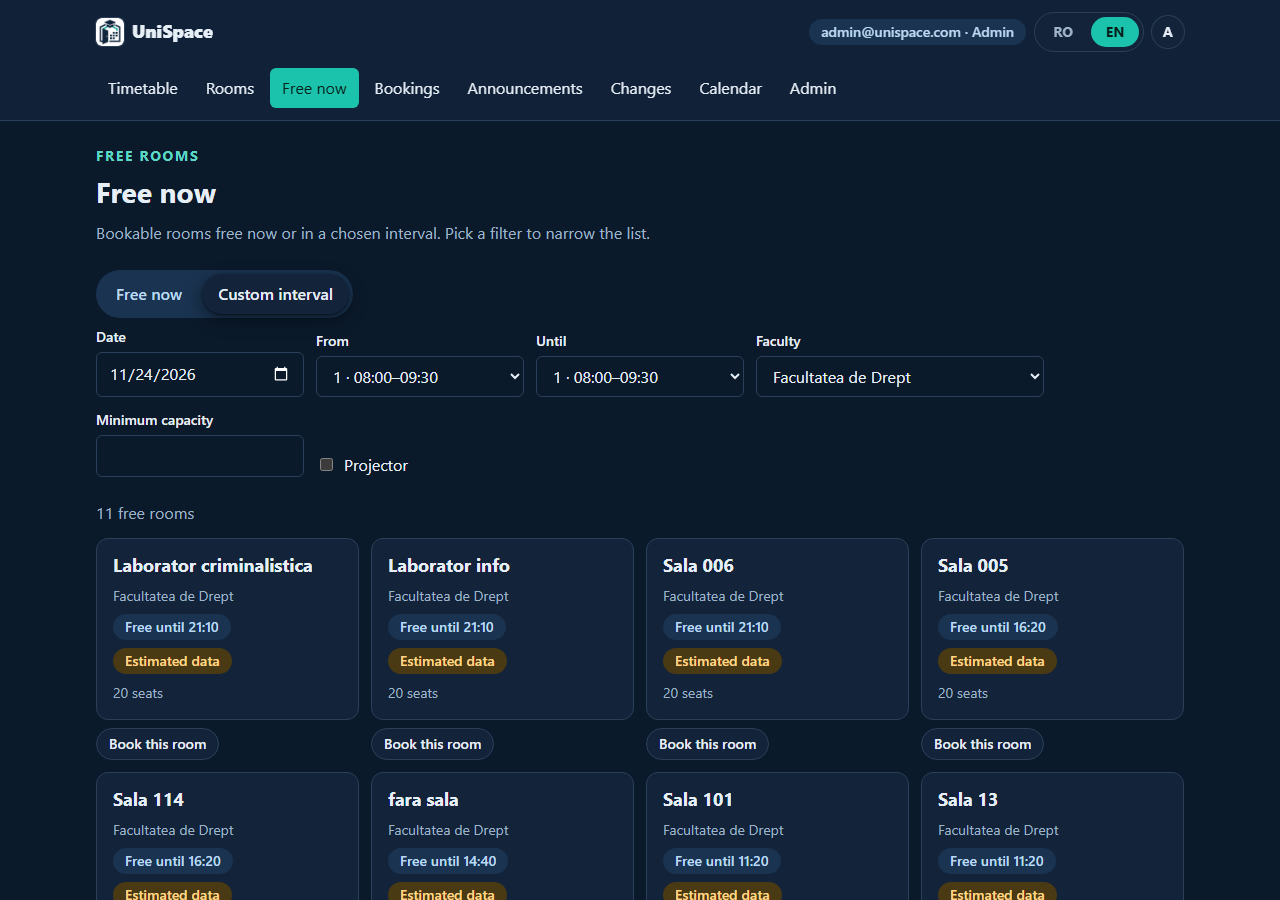 UniSpace
admin@unispace.com · Admin
RO
EN
A
Timetable
Rooms
Free now
Bookings
Announcements
Changes
Calendar
Admin
FREE ROOMS
Free now
Bookable rooms free now or in a chosen interval. Pick a filter to narrow the list.
Free now
Custom interval
Date
From
Until
Faculty
11/24/2026
1 · 08:00–09:30
1 · 08:00–09:30
Facultatea de Drept
Minimum capacity
Projector
11 free rooms
Laborator criminalistica
Facultatea de Drept
Free until 21:10
Estimated data
20 seats
Book this room
Laborator info
Facultatea de Drept
Free until 21:10
Estimated data
20 seats
Book this room
Sala 006
Facultatea de Drept
Free until 21:10
Estimated data
20 seats
Book this room
Sala 005
Facultatea de Drept
Free until 16:20
Estimated data
20 seats
Book this room
Sala 114
Facultatea de Drept
Free until 16:20
Estimated data
fara sala
Facultatea de Drept
Free until 14:40
Estimated data
Sala 101
Facultatea de Drept
Free until 11:20
Estimated data
Sala 13
Facultatea de Drept
Free until 11:20
Estimated data